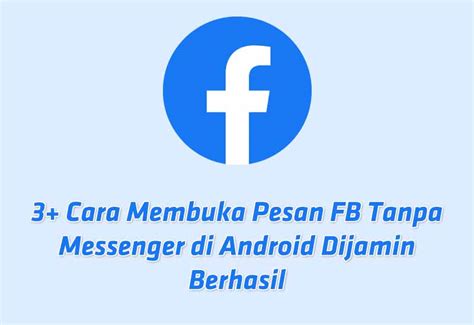 3+ Cara Membuka Pesan FB Tanpa
Messenger di Android Dijamin
Berhasil